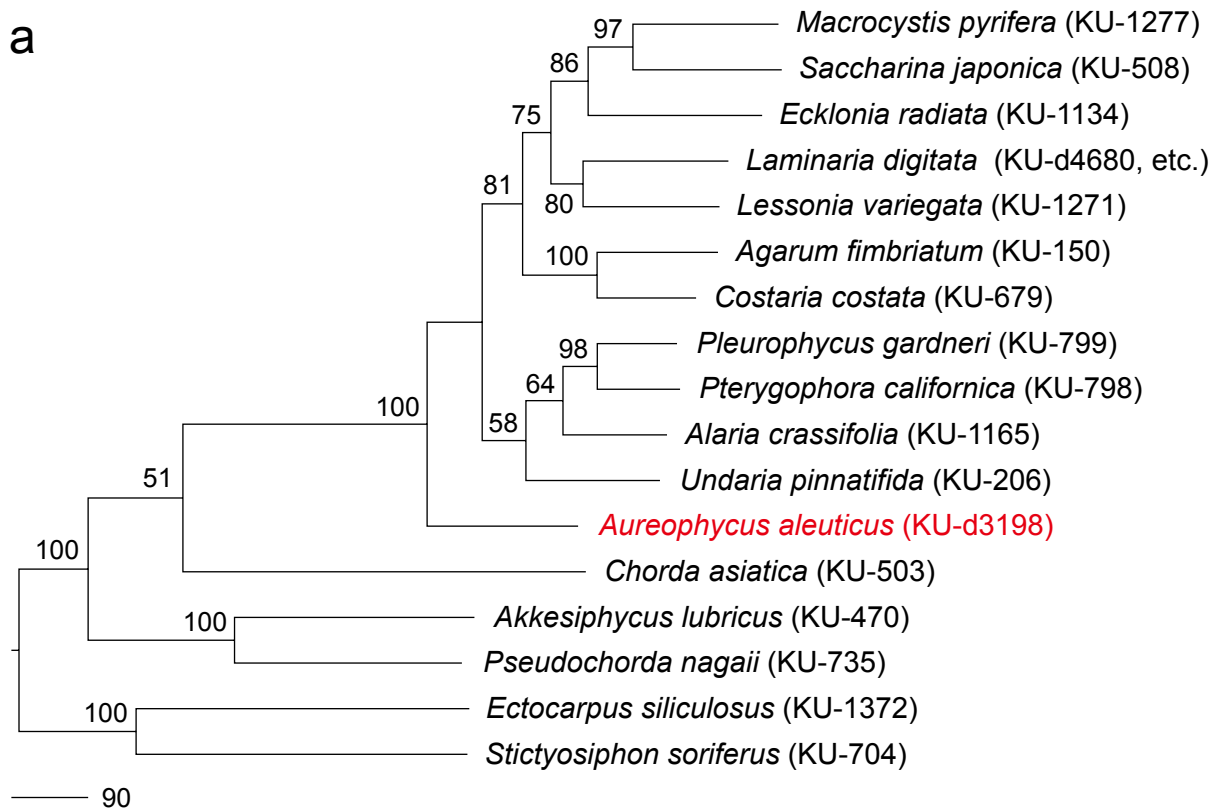 a
97
Macrocystis pyrifera (KU-1277)
Saccharina japonica (KU-508)
86
Ecklonia radiata (KU-1134)
75
Laminaria digitata (KU-d4680, etc.)
80
Lessonia variegata (KU-1271)
81
Agarum fimbriatum (KU-150)
100
Costaria costata (KU-679)
98
Pleurophycus gardneri (KU-799)
Pterygophora californica (KU-798)
64
Alaria crassifolia (KU-1165)
58
Undaria pinnatifida (KU-206)
100
Aureophycus aleuticus (KU-d3198)
51
Chorda asiatica (KU-503)
100
Akkesiphycus lubricus (KU-470)
100
Pseudochorda nagaii (KU-735)
Ectocarpus siliculosus (KU-1372)
100
Stictyosiphon soriferus (KU-704)
90